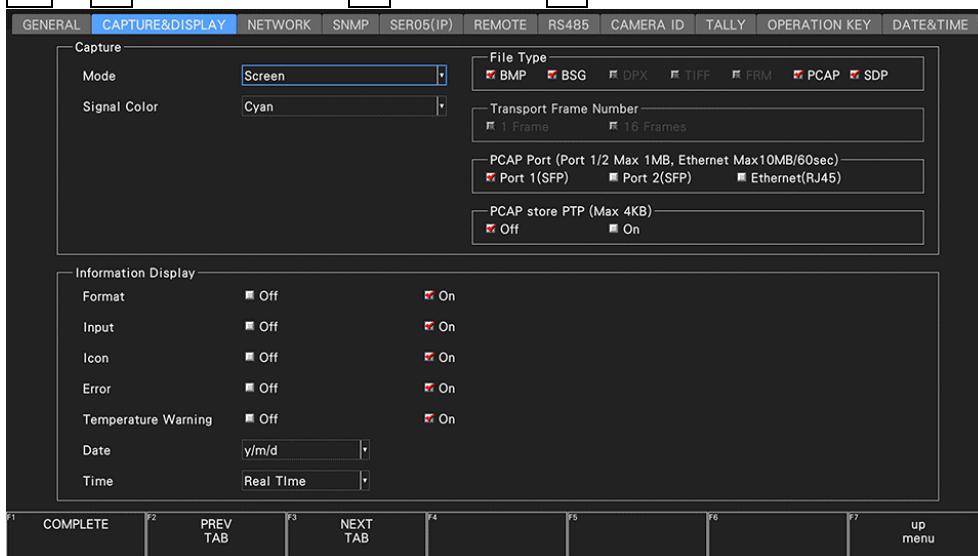 GENERAL CAPTURE&DISPLAY NETWORK SNMP SER05(IP) REMOTE RS485 CAMERA ID TALLY OPERATION KEY DATE&TIME
Capture
Mode Screen
Signal Color Cyan
File Type
BMP BSG DPX TIFF FRM PCAP SDP
Transport Frame Number
1 Frame 16 Frames
PCAP Port (Port 1/2 Max 1MB, Ethernet Max10MB/60sec)
Port 1(SFP) Port 2(SFP) Ethernet(RJ45)
PCAP store PTP (Max 4KB)
Off On
Information Display
Format Off On
Input Off On
Icon Off On
Error Off On
Temperature Warning Off On
Date y/m/d
Time Real TIme
F1 COMPLETE F2 PREV TAB F3 NEXT TAB F4 F5 F6 F7 up menu